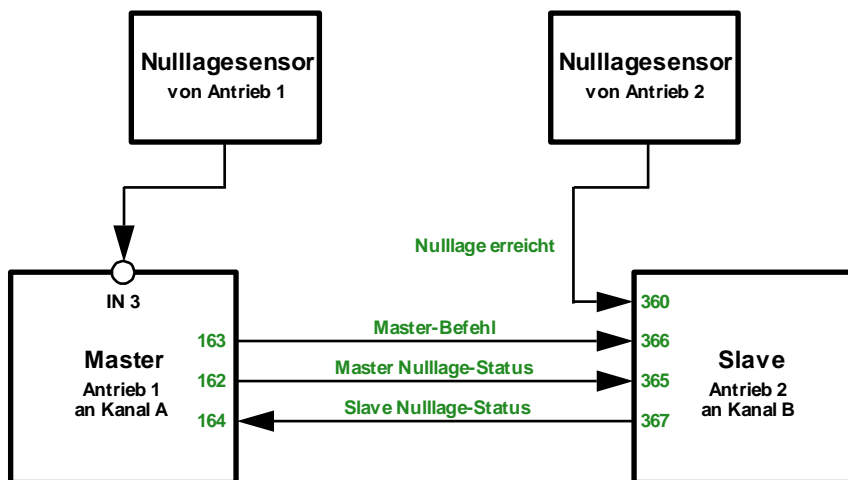 Nulllagesensor
von Antrieb 1
Nulllagesensor
von Antrieb 2
Nulllage erreicht
IN 3
360
163
Master-Befehl
366
Master
Antrieb 1
an Kanal A
162
Master Nulllage-Status
365
Slave
Antrieb 2
an Kanal B
164
Slave Nulllage-Status
367